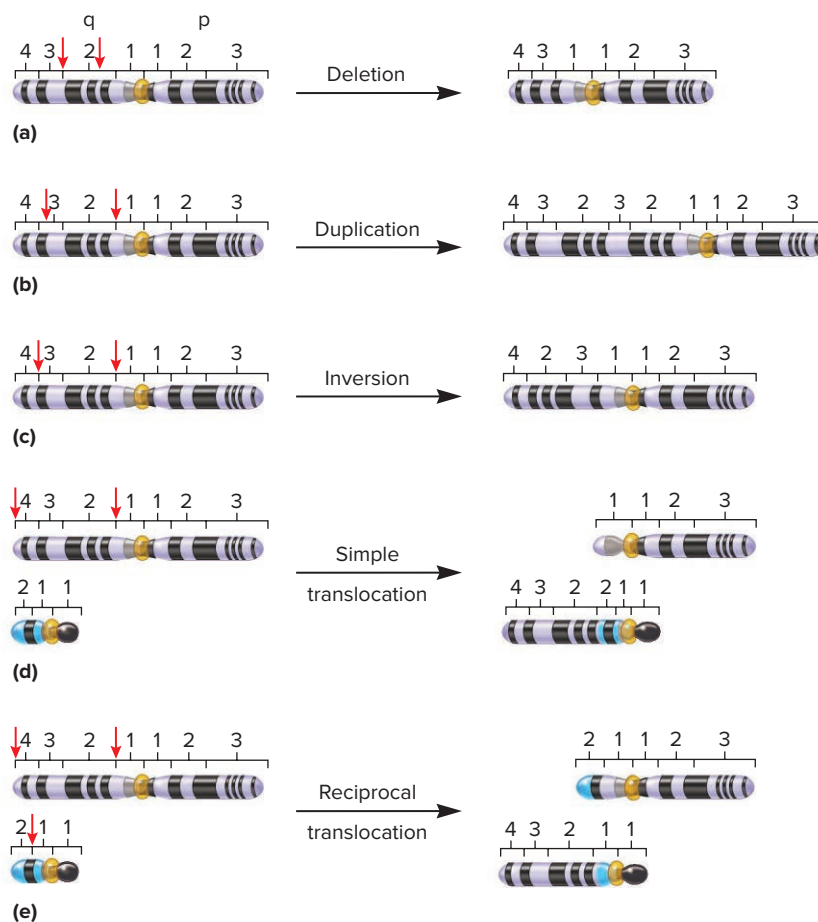 q p
4 3 2 1 1 2 3
Deletion
4 3 1 1 2 3
(a)
4 3 2 1 1 2 3
Duplication
4 3 2 3 2 1 1 2 3
(b)
4 3 2 1 1 2 3
Inversion
4 2 3 1 1 2 3
(c)
4 3 2 1 1 2 3
2 1 1
Simple
translocation
1 1 2 3
4 3 2 2 1 1
(d)
4 3 2 1 1 2 3
2 1 1
Reciprocal
translocation
2 1 1 2 3
4 3 2 1 1
(e)